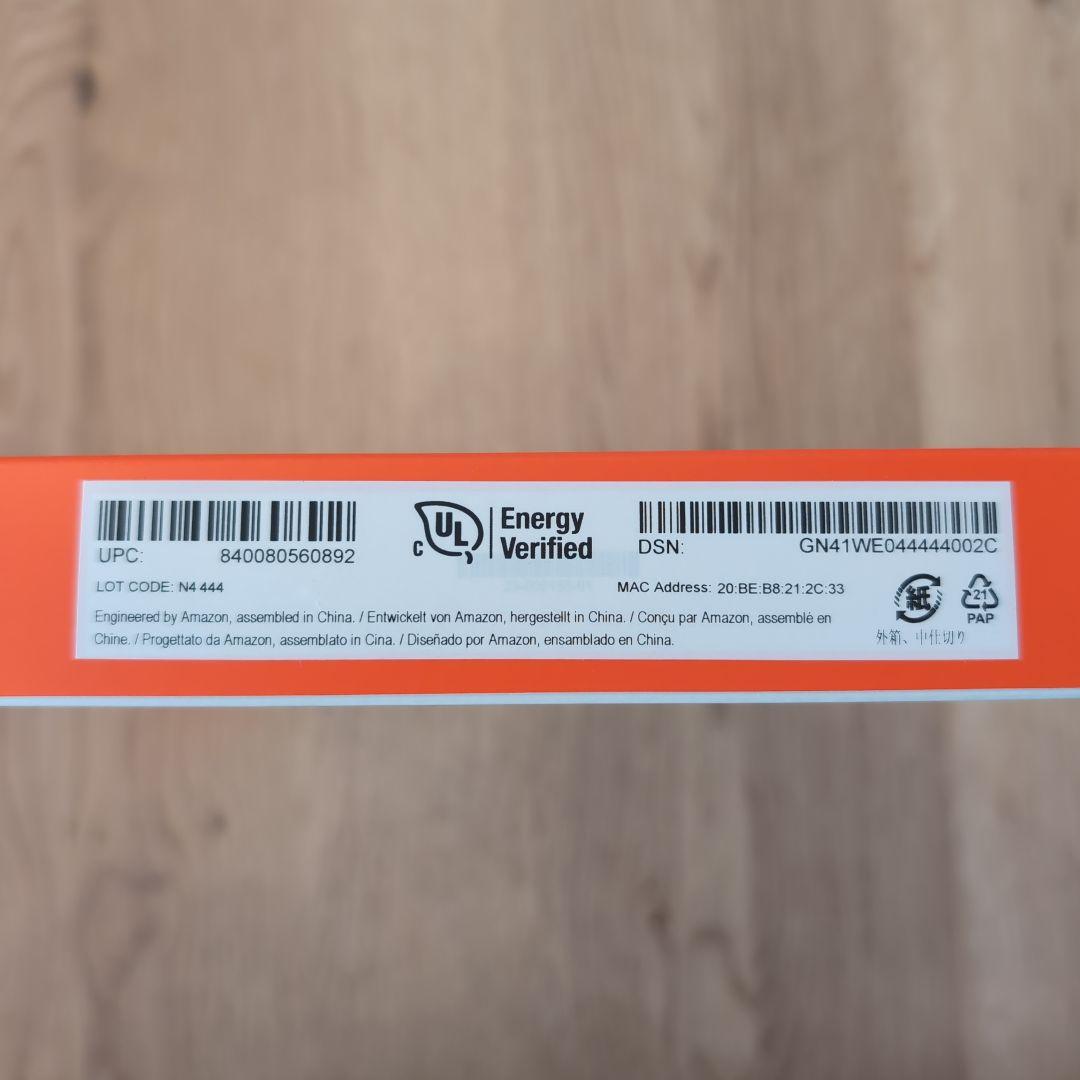 UPC: 840080560892
C UL Energy Verified
DSN: GN41WE044444002C
LOT CODE: N4 444
MAC Address: 20:BE:B8:21:2C:33
Engineered by Amazon, assembled in China. / Entwickelt von Amazon, hergestellt in China. / Conçu par Amazon, assemblé en
Chine. / Progettato da Amazon, assemblato in Cina. / Diseñado por Amazon, ensamblado en China.
紙
外箱、中仕切り
21
PAP